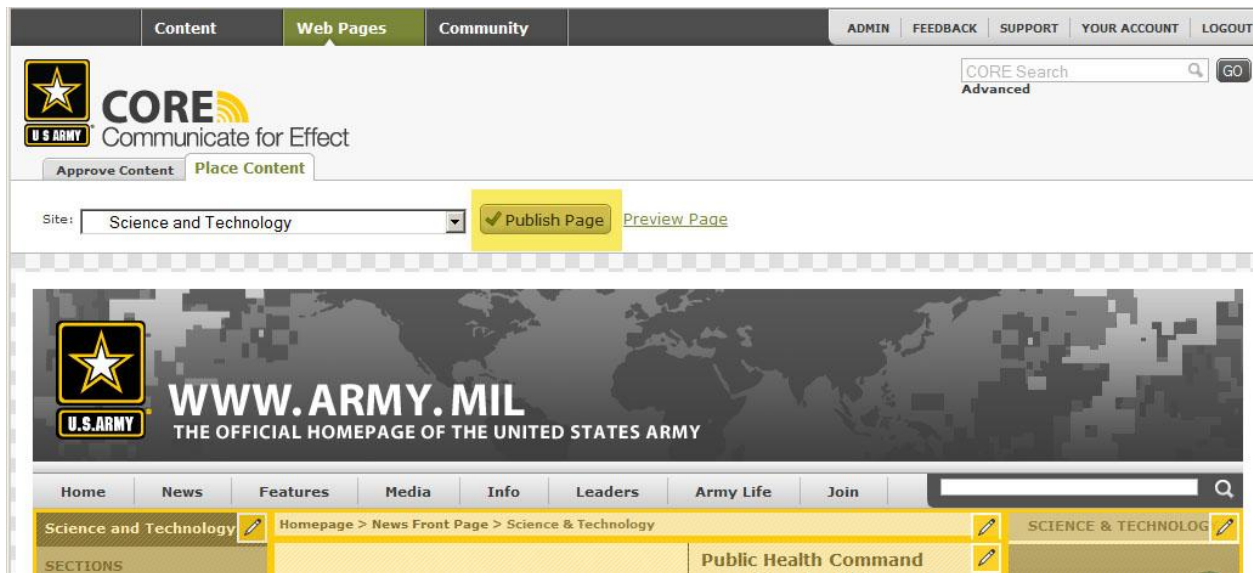 Content Web Pages Community ADMIN FEEDBACK SUPPORT YOUR ACCOUNT LOGOUT
CORE Search GO
Advanced
U S ARMY
CORE
Communicate for Effect
Approve Content Place Content
Site: Science and Technology Publish Page Preview Page
U.S.ARMY
WWW.ARMY.MIL
THE OFFICIAL HOMEPAGE OF THE UNITED STATES ARMY
Home News Features Media Info Leaders Army Life Join
Science and Technology Homepage > News Front Page > Science & Technology SCIENCE & TECHNOLOG
SECTIONS Public Health Command